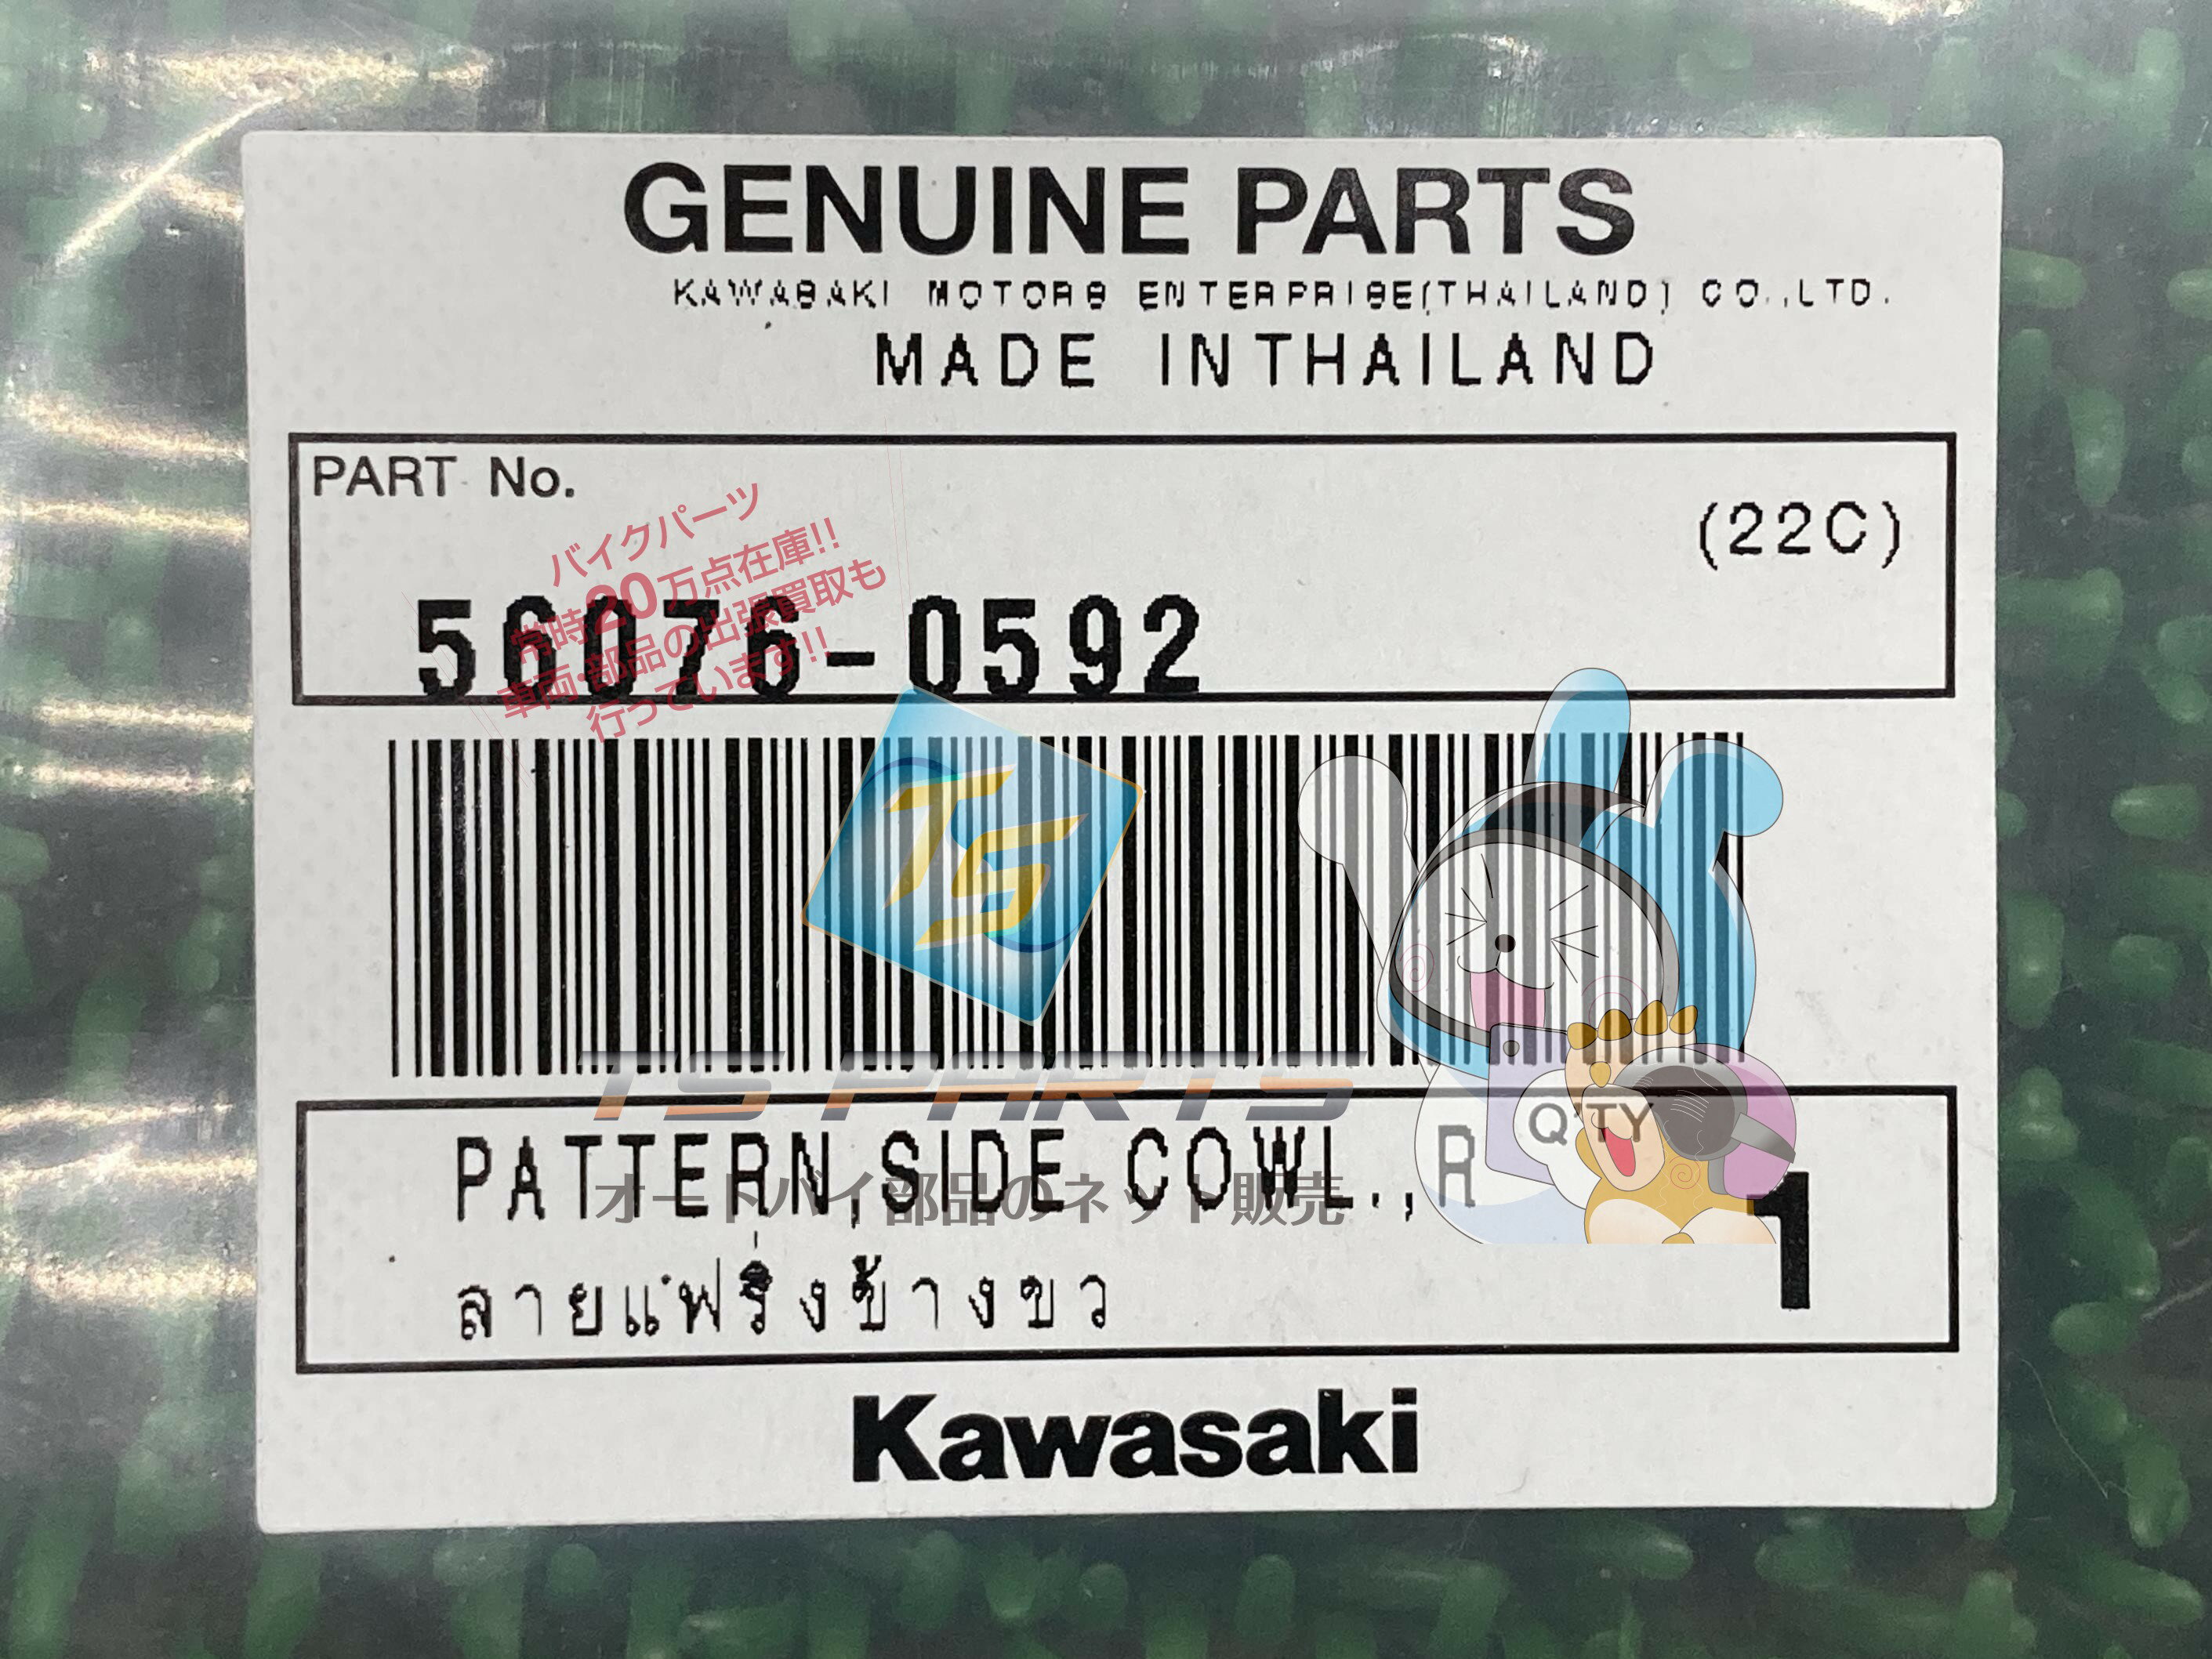 GENUINE PARTS
KAWASAKI MOTORS ENTERPRISE(THAILAND) CO.,LTD.
MADE INTHAILAND
PART No.
(22C)
バイクパーツ
常時20万点在庫!!
車両・部品の出張買取も
行っています!!
56076-0592
TS
TS PARTS
オートバイ部品のネット販売
PATTERN,SIDE COWL.,R
Q'TY
1
ลายแฟริ่งข้างขว
Kawasaki